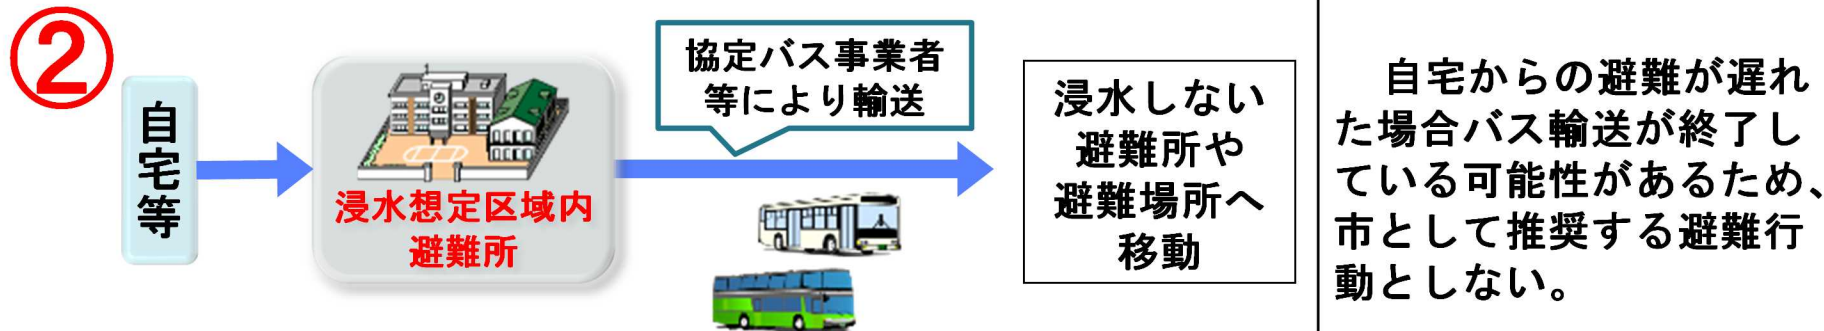 ②
自宅等
浸水想定区域内
避難所
協定バス事業者
等により輸送
浸水しない
避難所や
避難場所へ
移動
自宅からの避難が遅れ
た場合バス輸送が終了し
ている可能性があるため、
市として推奨する避難行
動としない。